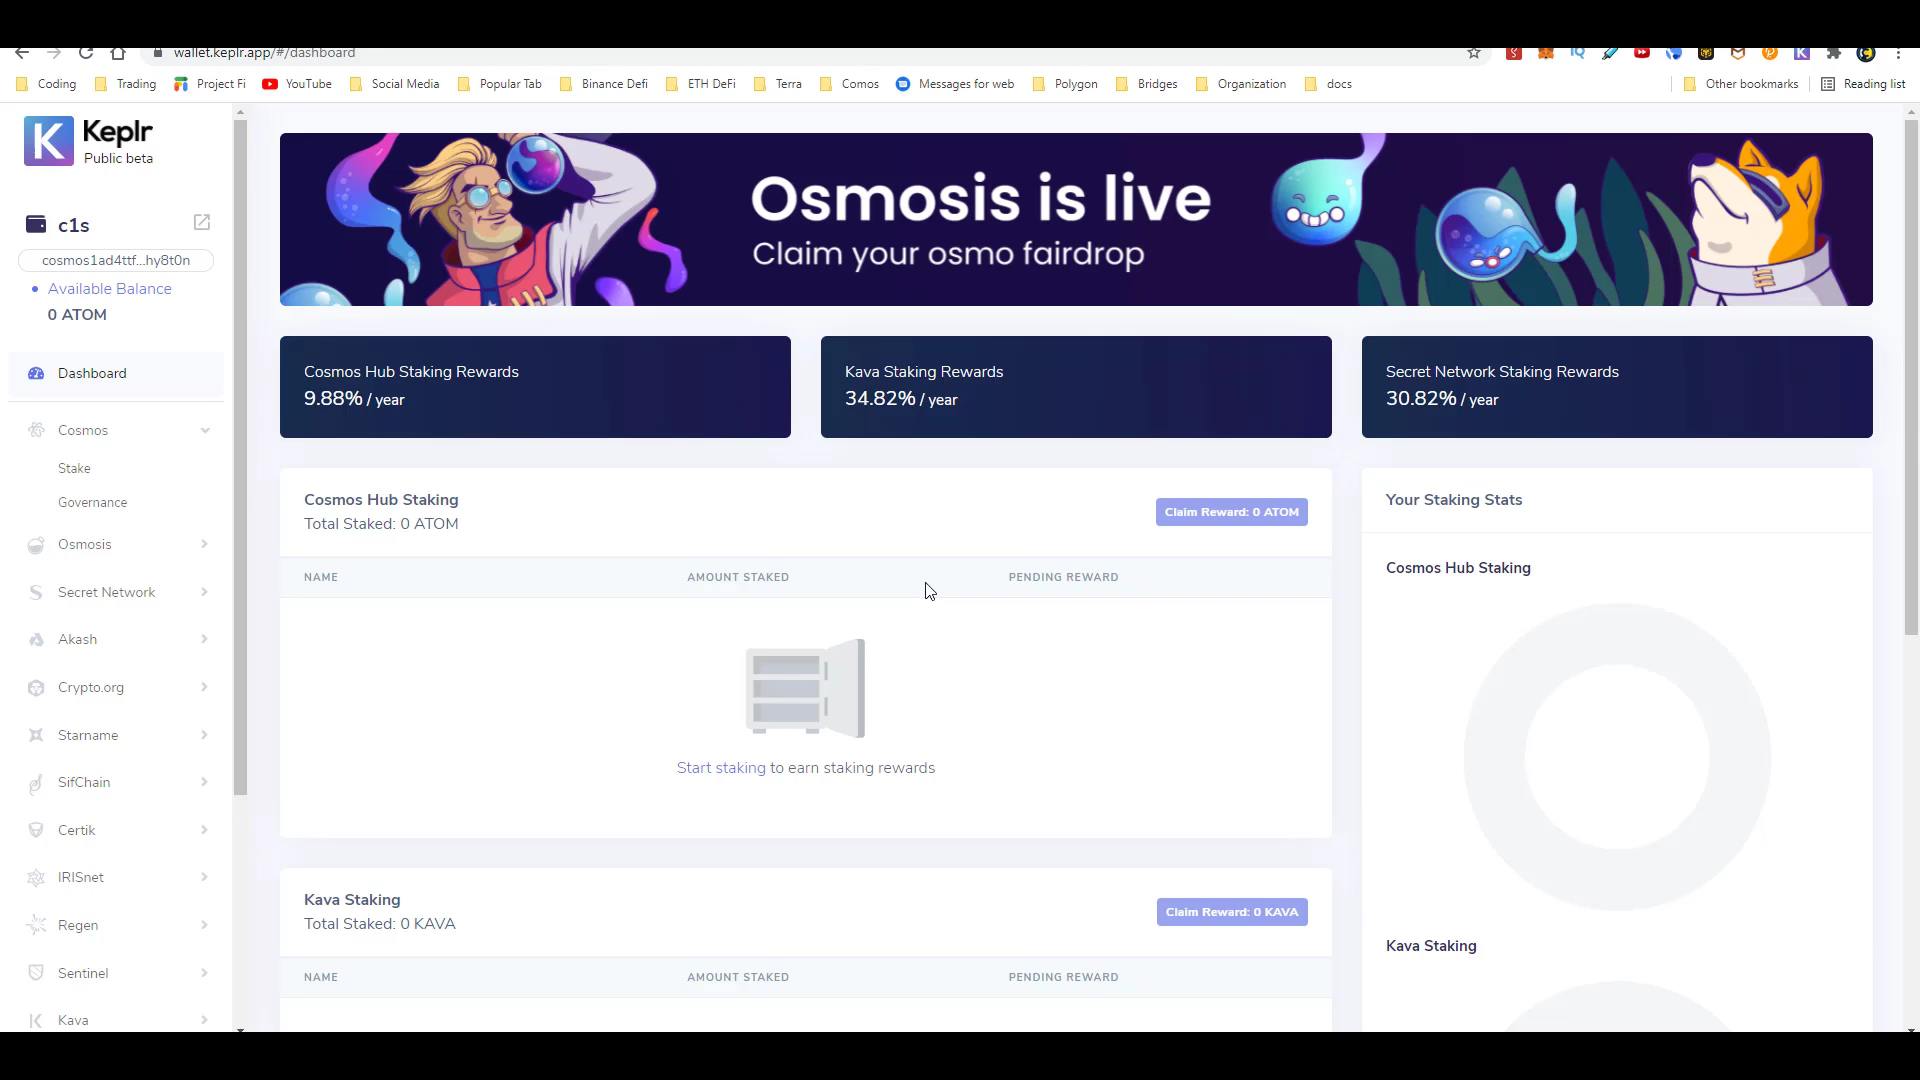 wallet.keplr.app/#/dashboard
Coding Trading Project Fi YouTube Social Media Popular Tab Binance Defi ETH DeFi Terra Comos Messages for web Polygon Bridges Organization docs Other bookmarks Reading list
Keplr
Public beta
c1s
cosmos1ad4ttf...hy8t0n
Available Balance
0 ATOM
Dashboard
Cosmos
Stake
Governance
Osmosis
Secret Network
Akash
Crypto.org
Starname
SifChain
Certik
IRISnet
Regen
Sentinel
Kava
Osmosis is live
Claim your osmo fairdrop
Cosmos Hub Staking Rewards
9.88% / year
Kava Staking Rewards
34.82% / year
Secret Network Staking Rewards
30.82% / year
Cosmos Hub Staking
Total Staked: 0 ATOM
Claim Reward: 0 ATOM
NAME AMOUNT STAKED PENDING REWARD
Start staking to earn staking rewards
Kava Staking
Total Staked: 0 KAVA
Claim Reward: 0 KAVA
NAME AMOUNT STAKED PENDING REWARD
Your Staking Stats
Cosmos Hub Staking
Kava Staking